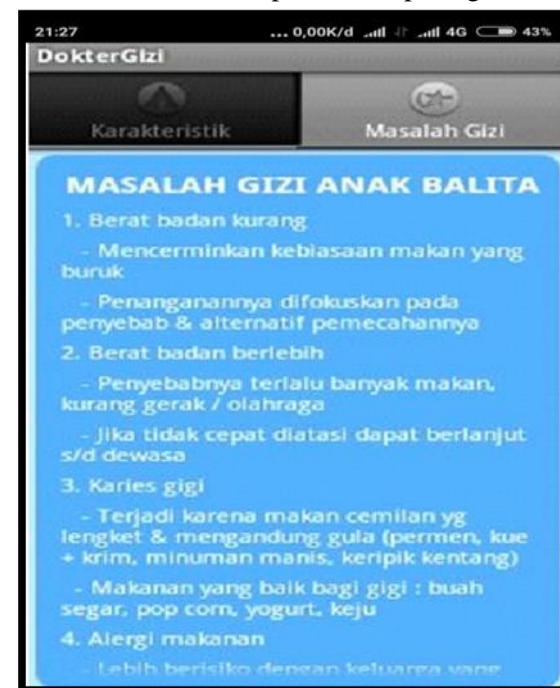 21:27 ... 0,00K/d 4G 43%
DokterGizi
Karakteristik Masalah Gizi
MASALAH GIZI ANAK BALITA
1. Berat badan kurang
- Mencerminkan kebiasaan makan yang
buruk
- Penanganannya difokuskan pada
penyebab & alternatif pemecahannya
2. Berat badan berlebih
- Penyebabnya terlalu banyak makan,
kurang gerak / olahraga
- Jika tidak cepat diatasi dapat berlanjut
s/d dewasa
3. Karies gigi
- Terjadi karena makan cemilan yg
lengket & mengandung gula (permen, kue
+ krim, minuman manis, keripik kentang)
- Makanan yang baik bagi gigi : buah
segar, pop corn, yogurt, keju
4. Alergi makanan
- Lebih berisiko dengan keluarga yang